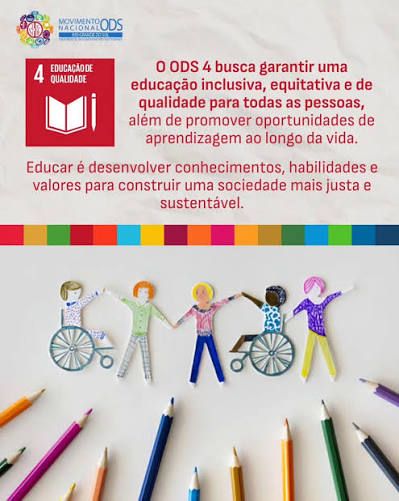 MOVIMENTO
NACIONAL ODS
4 EDUCAÇÃO DE
QUALIDADE
O ODS 4 busca garantir uma
educação inclusiva, equitativa e de
qualidade para todas as pessoas,
além de promover oportunidades de
aprendizagem ao longo da vida.
Educar é desenvolver conhecimentos, habilidades e
valores para construir uma sociedade mais justa e
sustentável.